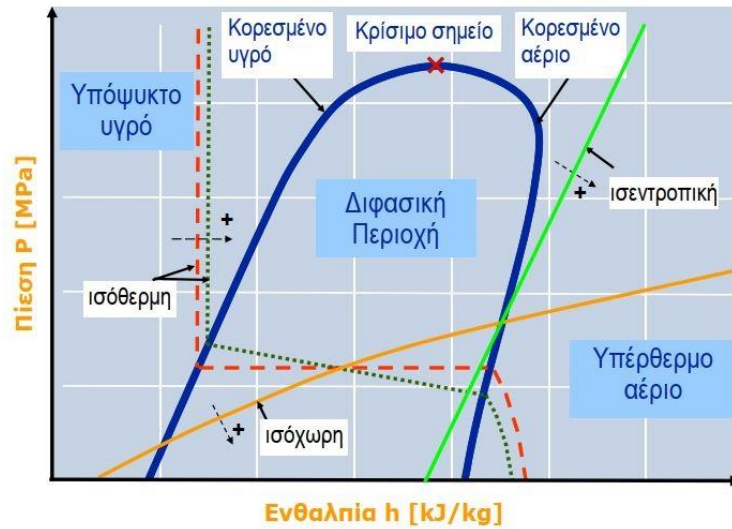 Κορεσμένο
υγρό
Κρίσιμο σημείο
Κορεσμένο
αέριο
Υπόψυκτο
υγρό
Διφασική
Περιοχή
ισεντροπική
+
+
ισόθερμη
Υπέρθερμο
αέριο
ισόχωρη
+
Πίεση P [MPa]
Ενθαλπία h [kJ/kg]